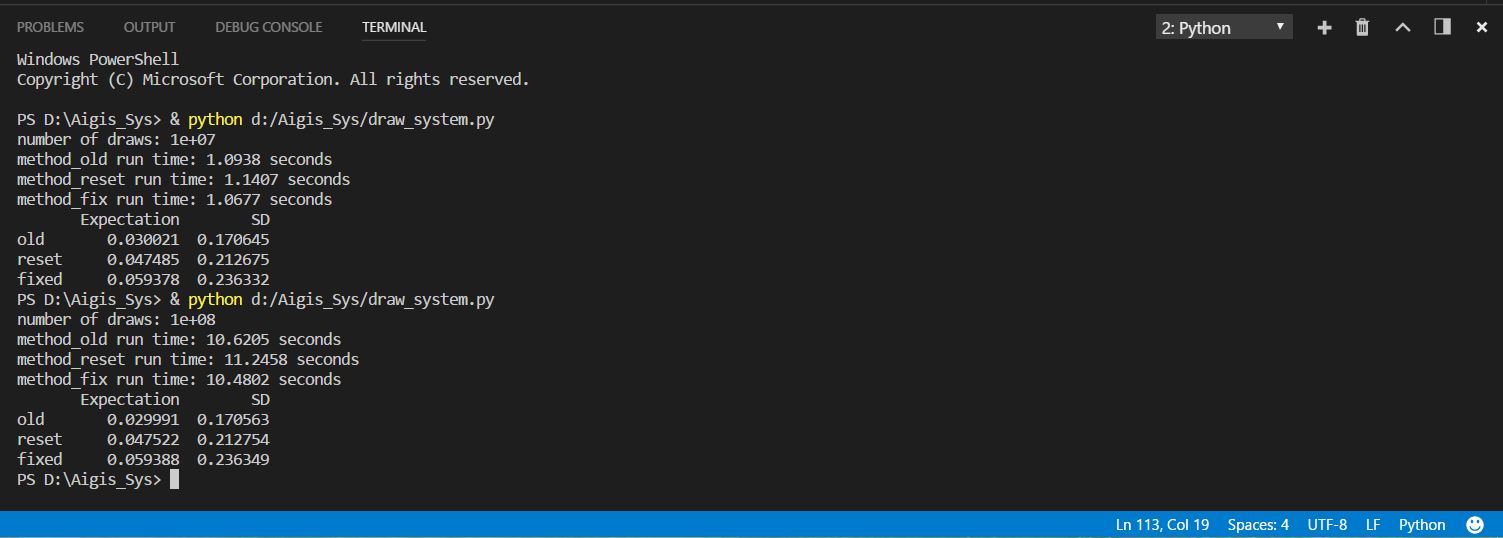 PROBLEMS OUTPUT DEBUG CONSOLE TERMINAL 2: Python
Windows PowerShell
Copyright (C) Microsoft Corporation. All rights reserved.
PS D:\Aigis_Sys> & python d:/Aigis_Sys/draw_system.py
number of draws: 1e+07
method_old run time: 1.0938 seconds
method_reset run time: 1.1407 seconds
method_fix run time: 1.0677 seconds
Expectation SD
old 0.030021 0.170645
reset 0.047485 0.212675
fixed 0.059378 0.236332
PS D:\Aigis_Sys> & python d:/Aigis_Sys/draw_system.py
number of draws: 1e+08
method_old run time: 10.6205 seconds
method_reset run time: 11.2458 seconds
method_fix run time: 10.4802 seconds
Expectation SD
old 0.029991 0.170563
reset 0.047522 0.212754
fixed 0.059388 0.236349
PS D:\Aigis_Sys>
Ln 113, Col 19 Spaces: 4 UTF-8 LF Python